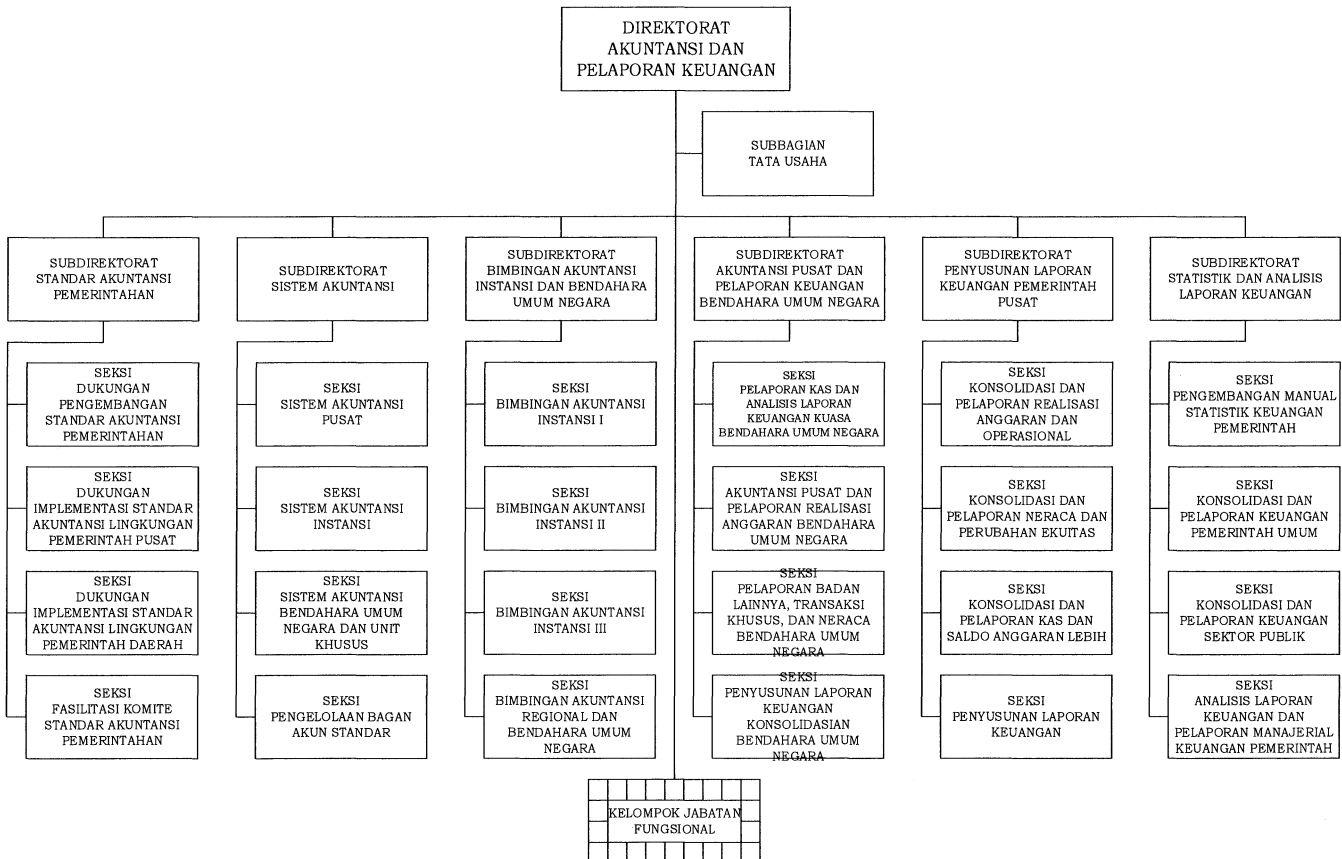 DIREKTORAT
AKUNTANSI DAN
PELAPORAN KEUANGAN
SUBBAGIAN
TATA USAHA
SUBDIREKTORAT
STANDAR AKUNTANSI
PEMERINTAHAN
SUBDIREKTORAT
SISTEM AKUNTANSI
SUBDIREKTORAT
BIMBINGAN AKUNTANSI
INSTANSI DAN BENDAHARA
UMUM NEGARA
SUBDIREKTORAT
AKUNTANSI PUSAT DAN
PELAPORAN KEUANGAN
BENDAHARA UMUM NEGARA
SUBDIREKTORAT
PENYUSUNAN LAPORAN
KEUANGAN PEMERINTAH
PUSAT
SUBDIREKTORAT
STATISTIK DAN ANALISIS
LAPORAN KEUANGAN
SEKSI
DUKUNGAN
PENGEMBANGAN
STANDAR AKUNTANSI
PEMERINTAHAN
SEKSI
SISTEM AKUNTANSI
PUSAT
SEKSI
BIMBINGAN AKUNTANSI
INSTANSI I
SEKSI
PELAPORAN KAS DAN
ANALISIS LAPORAN
KEUANGAN KUASA
BENDAHARA UMUM NEGARA
SEKSI
KONSOLIDASI DAN
PELAPORAN REALISASI
ANGGARAN DAN
OPERASIONAL
SEKSI
PENGEMBANGAN MANUAL
STATISTIK KEUANGAN
PEMERINTAH
SEKSI
DUKUNGAN
IMPLEMENTASI STANDAR
AKUNTANSI LINGKUNGAN
PEMERINTAH PUSAT
SEKSI
SISTEM AKUNTANSI
INSTANSI
SEKSI
BIMBINGAN AKUNTANSI
INSTANSI II
SEKSI
AKUNTANSI PUSAT DAN
PELAPORAN REALISASI
ANGGARAN BENDAHARA
UMUM NEGARA
SEKSI
KONSOLIDASI DAN
PELAPORAN NERACA DAN
PERUBAHAN EKUITAS
SEKSI
KONSOLIDASI DAN
PELAPORAN KEUANGAN
PEMERINTAH UMUM
SEKSI
DUKUNGAN
IMPLEMENTASI STANDAR
AKUNTANSI LINGKUNGAN
PEMERINTAH DAERAH
SEKSI
SISTEM AKUNTANSI
BENDAHARA UMUM
NEGARA DAN UNIT
KHUSUS
SEKSI
BIMBINGAN AKUNTANSI
INSTANSI III
SEKSI
PELAPORAN BADAN
LAINNYA, TRANSAKSI
KHUSUS, DAN NERACA
BENDAHARA UMUM
NEGARA
SEKSI
KONSOLIDASI DAN
PELAPORAN KAS DAN
SALDO ANGGARAN LEBIH
SEKSI
KONSOLIDASI DAN
PELAPORAN KEUANGAN
SEKTOR PUBLIK
SEKSI
FASILITASI KOMITE
STANDAR AKUNTANSI
PEMERINTAHAN
SEKSI
PENGELOLAAN BAGAN
AKUN STANDAR
SEKSI
BIMBINGAN AKUNTANSI
REGIONAL DAN
BENDAHARA UMUM
NEGARA
SEKSI
PENYUSUNAN LAPORAN
KEUANGAN
KONSOLIDASIAN
BENDAHARA UMUM
NEGARA
SEKSI
PENYUSUNAN LAPORAN
KEUANGAN
SEKSI
ANALISIS LAPORAN
KEUANGAN DAN
PELAPORAN MANAJERIAL
KEUANGAN PEMERINTAH
KELOMPOK JABATAN
FUNGSIONAL